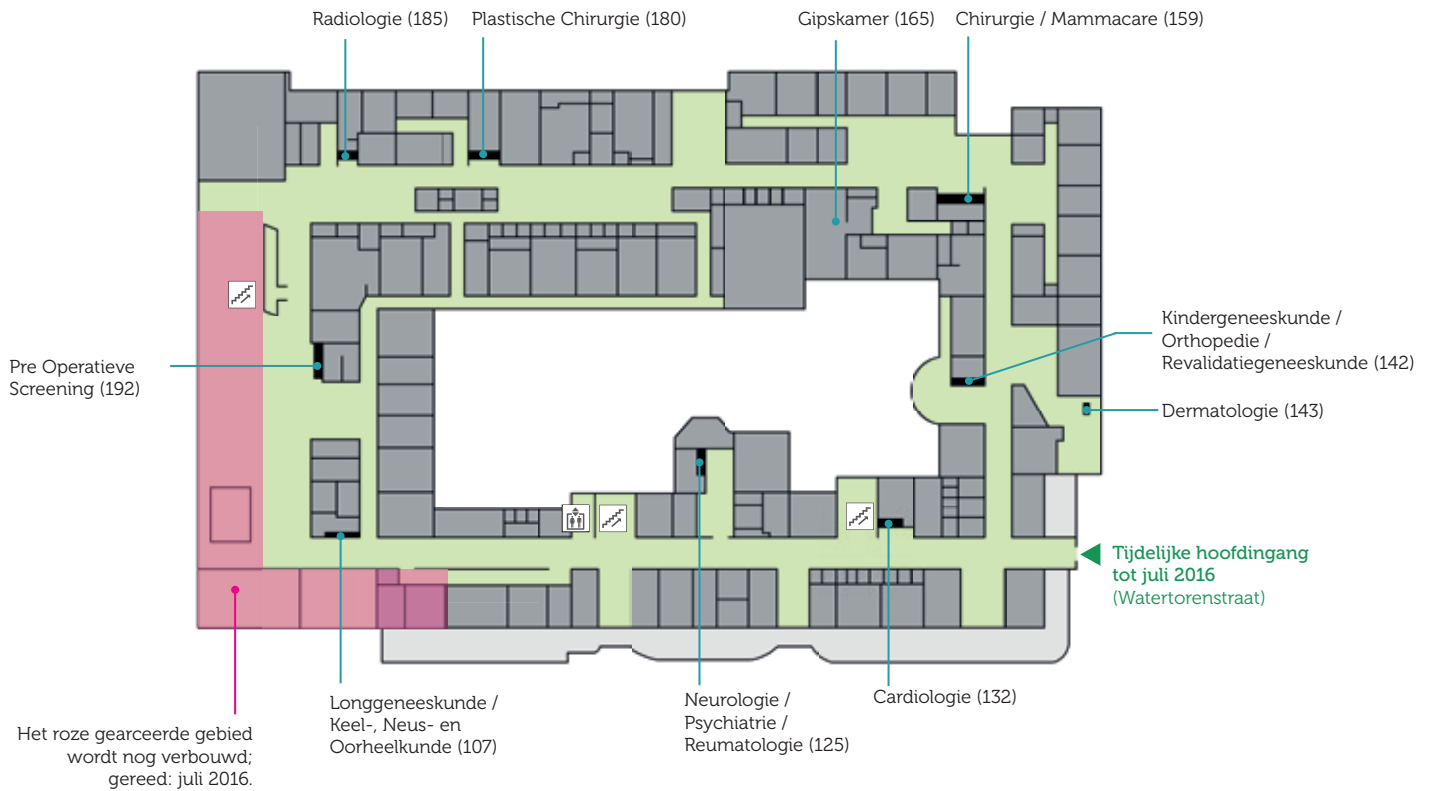 Radiologie (185)
Plastische Chirurgie (180)
Gipskamer (165)
Chirurgie / Mammacare (159)
Kindergeneeskunde /
Orthopedie /
Revalidatiegeneeskunde (142)
Pre Operatieve
Screening (192)
Dermatologie (143)
Tijdelijke hoofdingang
tot juli 2016
(Watertorenstraat)
Longgeneeskunde /
Keel-, Neus- en
Oorheelkunde (107)
Neurologie /
Psychiatrie /
Reumatologie (125)
Cardiologie (132)
Het roze gearceerde gebied
wordt nog verbouwd;
gereed: juli 2016.